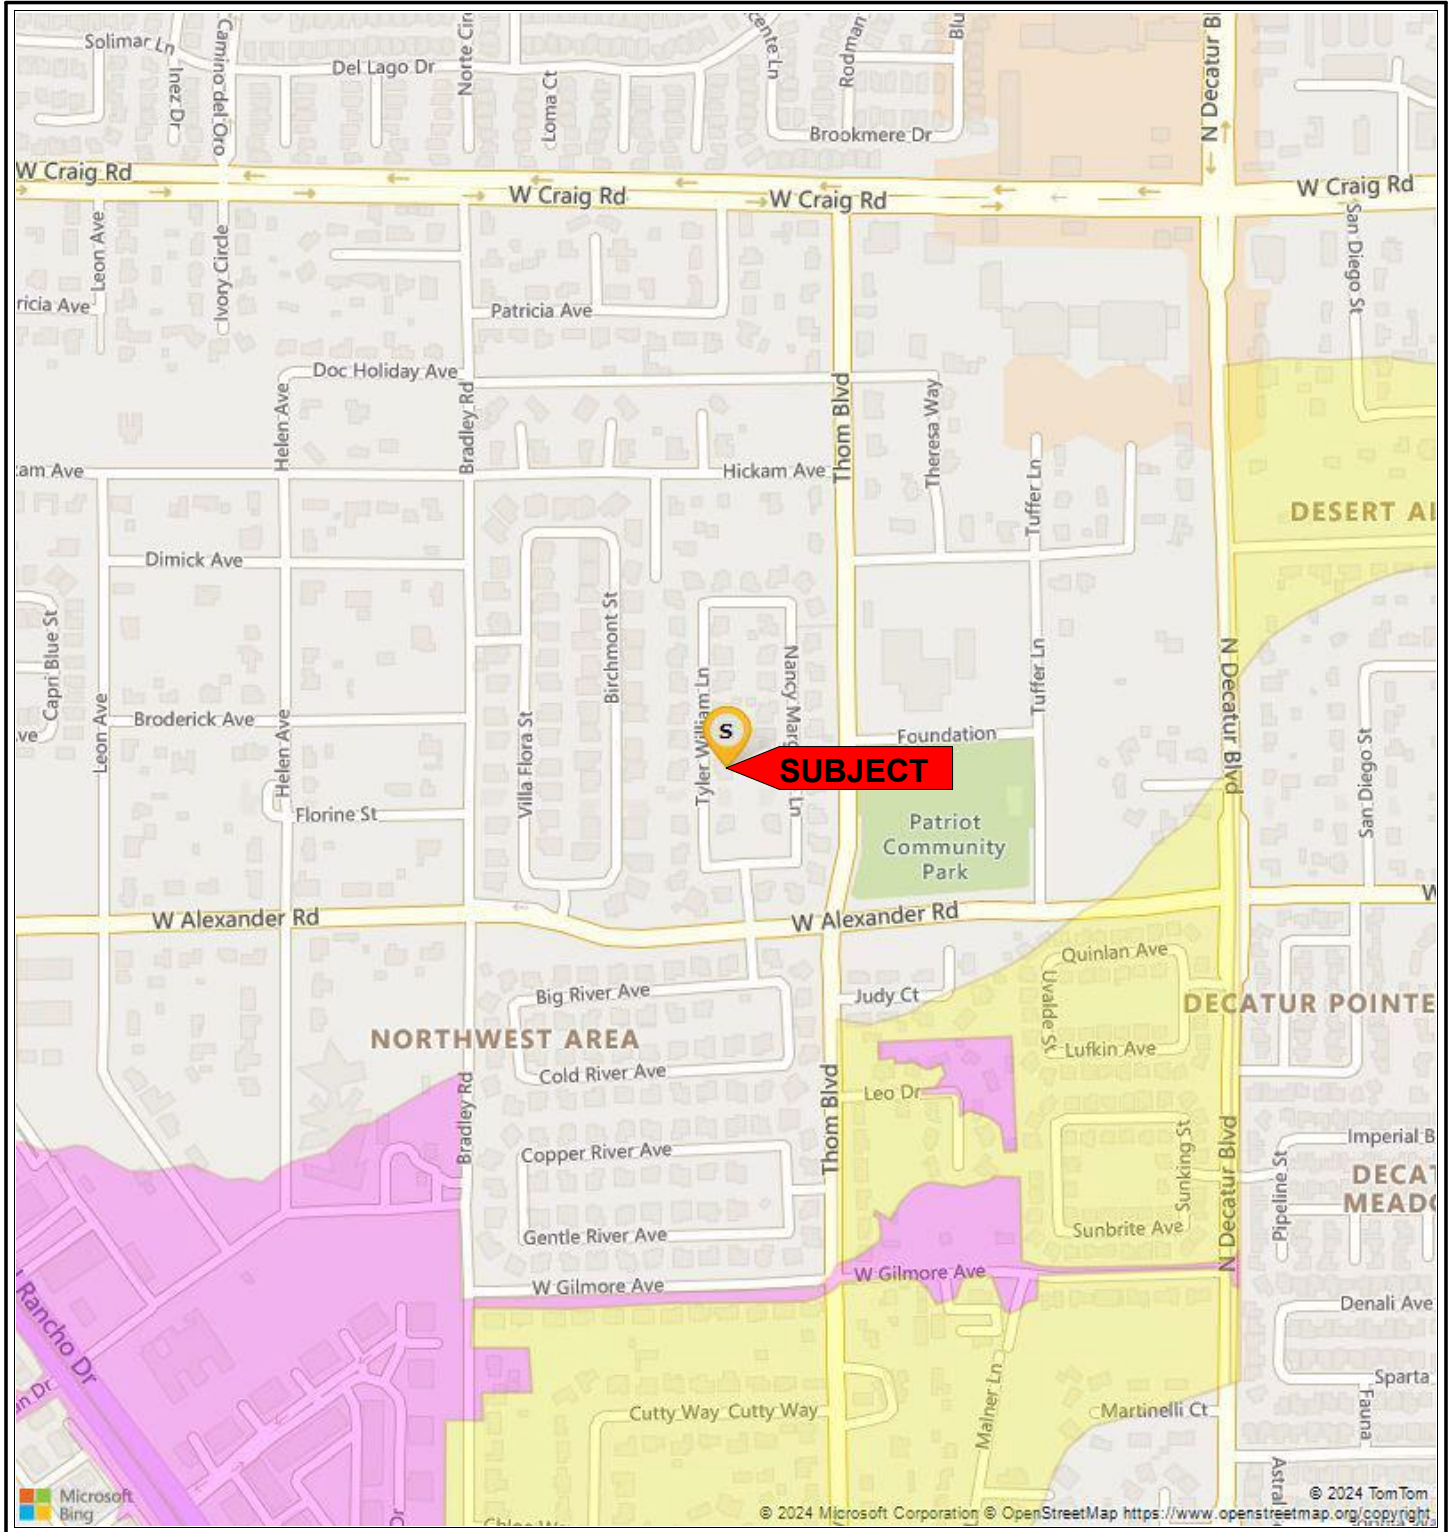 Solimar Ln
Inez Dr
Camino del Oro
Del Lago Dr
Norte Cir
Loma Ct
Rodman
Blu
Brookmere Dr
N Decatur Bl
W Craig Rd
W Craig Rd
W Craig Rd
W Craig Rd
Leon Ave
Ivory Circle
San Diego St
ricia Ave
Patricia Ave
Doc Holiday Ave
Helen Ave
Bradley Rd
Thom Blvd
Theresa Way
Hickam Ave
Tuffer Ln
DESERT AI
Dimick Ave
Capri Blue St
Birchmont St
Tyler William Ln
Tuffer Ln
N Decatur Blvd
Leon Ave
Broderick Ave
Helen Ave
Villa Flora St
S
Foundation
SUBJECT
San Diego St
Florine St
Patriot
Community
Park
W Alexander Rd
W Alexander Rd
W
Quinlan Ave
Big River Ave
Judy Ct
Uvalde St
DECATUR POINTE
NORTHWEST AREA
Lufkin Ave
Cold River Ave
Bradley Rd
Thom Blvd
Leo Dr
Copper River Ave
Sunking St
N Decatur Blvd
Imperial B
Pipeline St
DECAT
MEADO
Gentle River Ave
Sunbrite Ave
W Gilmore Ave
W Gilmore Ave
Rancho Dr
Denali Ave
an Dr
Malner Ln
Sparta
Fauna
Cutty Way
Cutty Way
Martinelli Ct
Astral
Microsoft
Bing
© 2024 TomTom
© 2024 Microsoft Corporation © OpenStreetMap https://www.openstreetmap.org/copyright